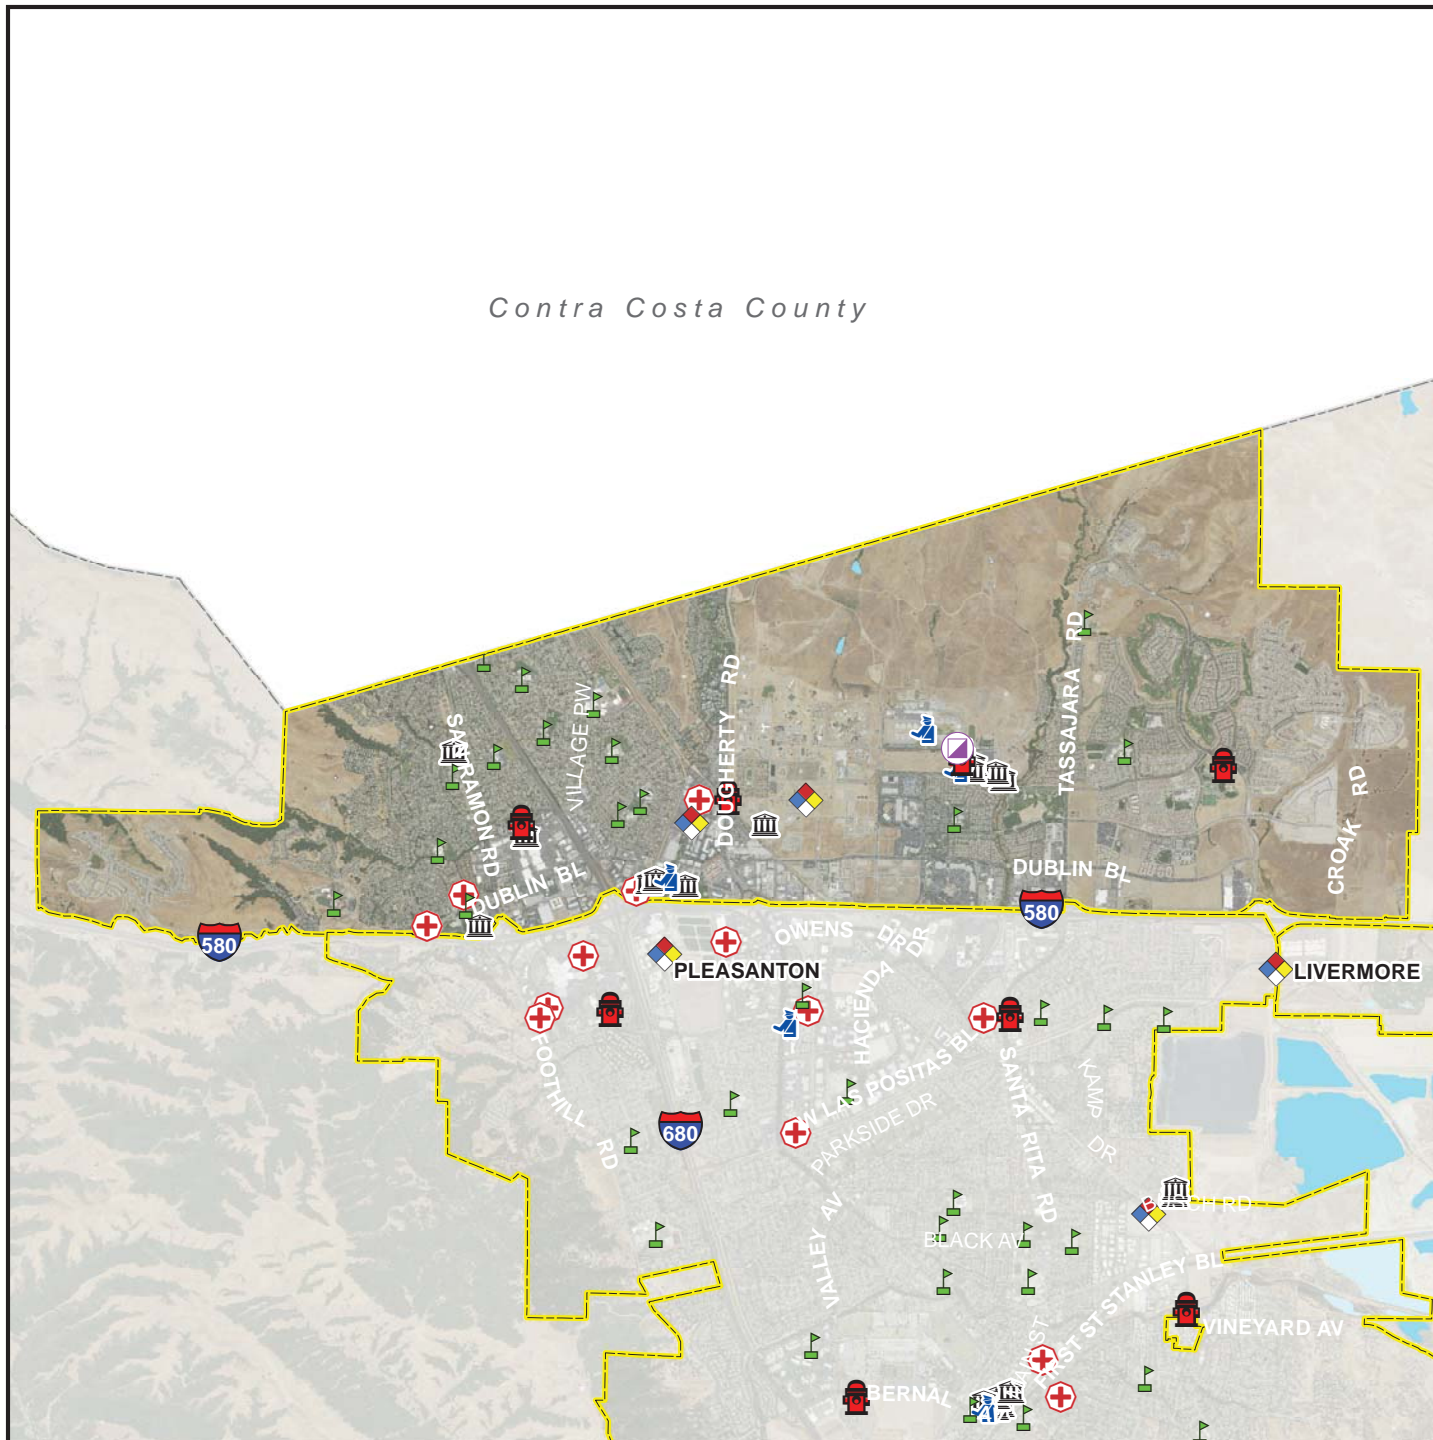 Contra Costa County
SAN RAMON RD
VILLAGE PW
DOUGHERTY RD
TASSAJARA RD
CROAK RD
DUBLIN BL
DUBLIN BL
580
580
OWENS DR
HACIENDA DR
PLEASANTON
LIVERMORE
FOOTHILL RD
W LAS POSITAS BL
PARKSIDE DR
SANTA RITA RD
KAMP DR
680
VALLEY AV
BLACK AV
STANLEY BL
FIRST ST
VINEYARD AV
BERNAL